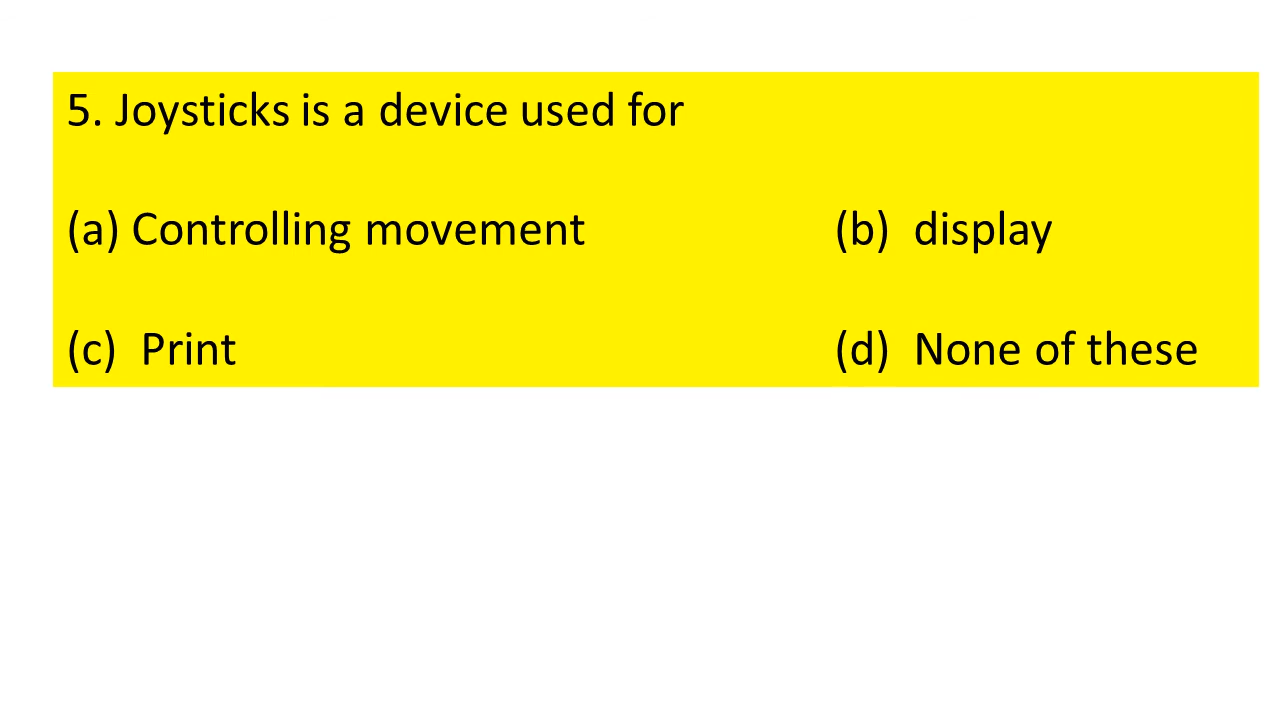 5. Joysticks is a device used for
(a) Controlling movement (b) display
(c) Print (d) None of these